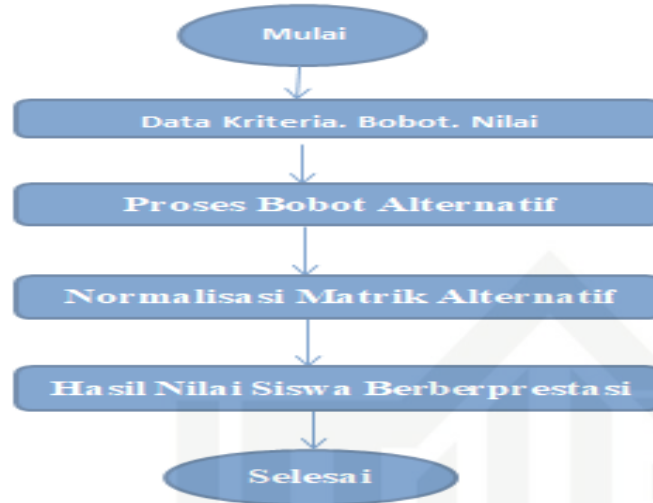 Mulai
Data Kriteria. Bobot. Nilai
Proses Bobot Alternatif
Normalisasi Matrik Alternatif
Hasil Nilai Siswa Berberprestasi
Selesai